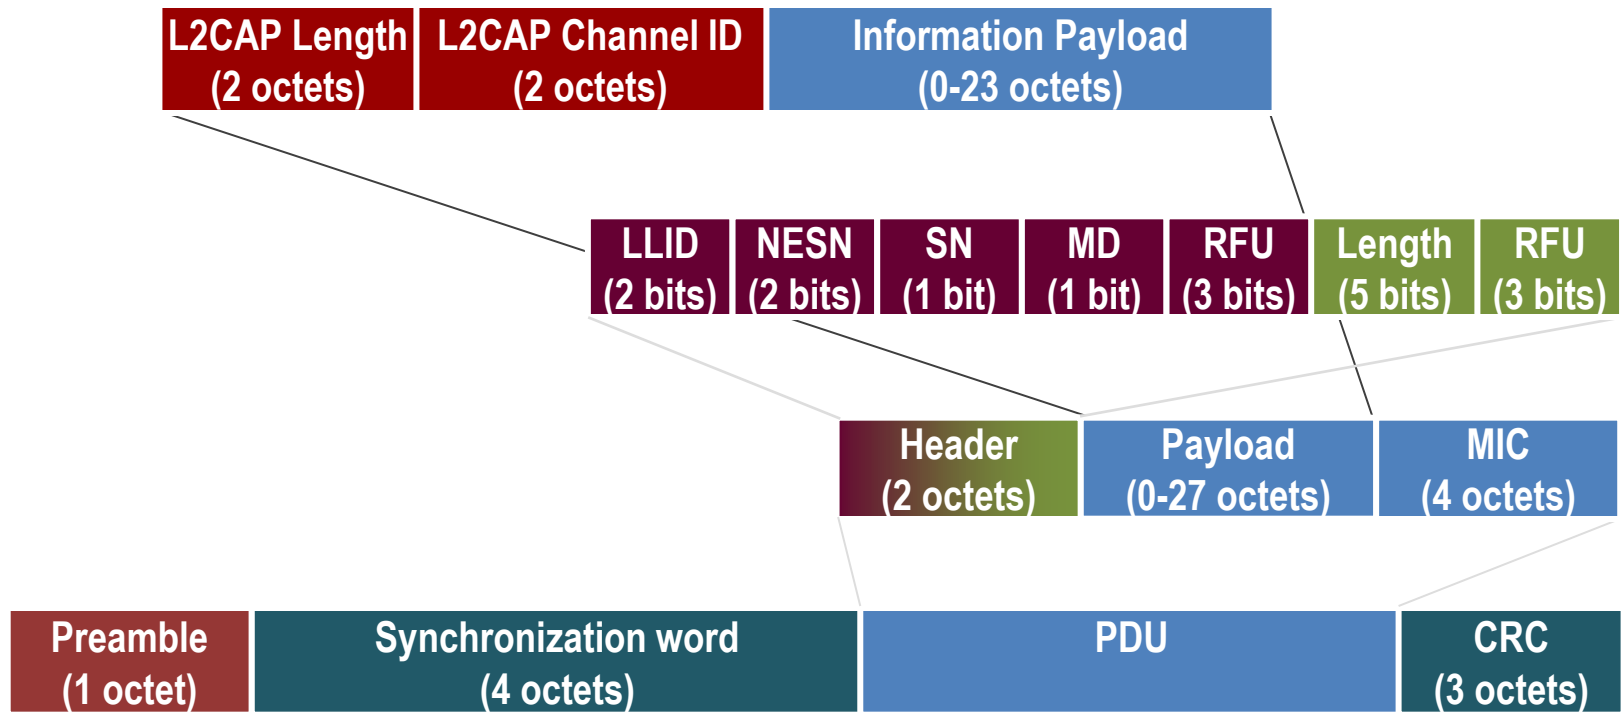 L2CAP Length
(2 octets)
L2CAP Channel ID
(2 octets)
Information Payload
(0-23 octets)
LLID
(2 bits)
NESN
(2 bits)
SN
(1 bit)
MD
(1 bit)
RFU
(3 bits)
Length
(5 bits)
RFU
(3 bits)
Header
(2 octets)
Payload
(0-27 octets)
MIC
(4 octets)
Preamble
(1 octet)
Synchronization word
(4 octets)
PDU
CRC
(3 octets)